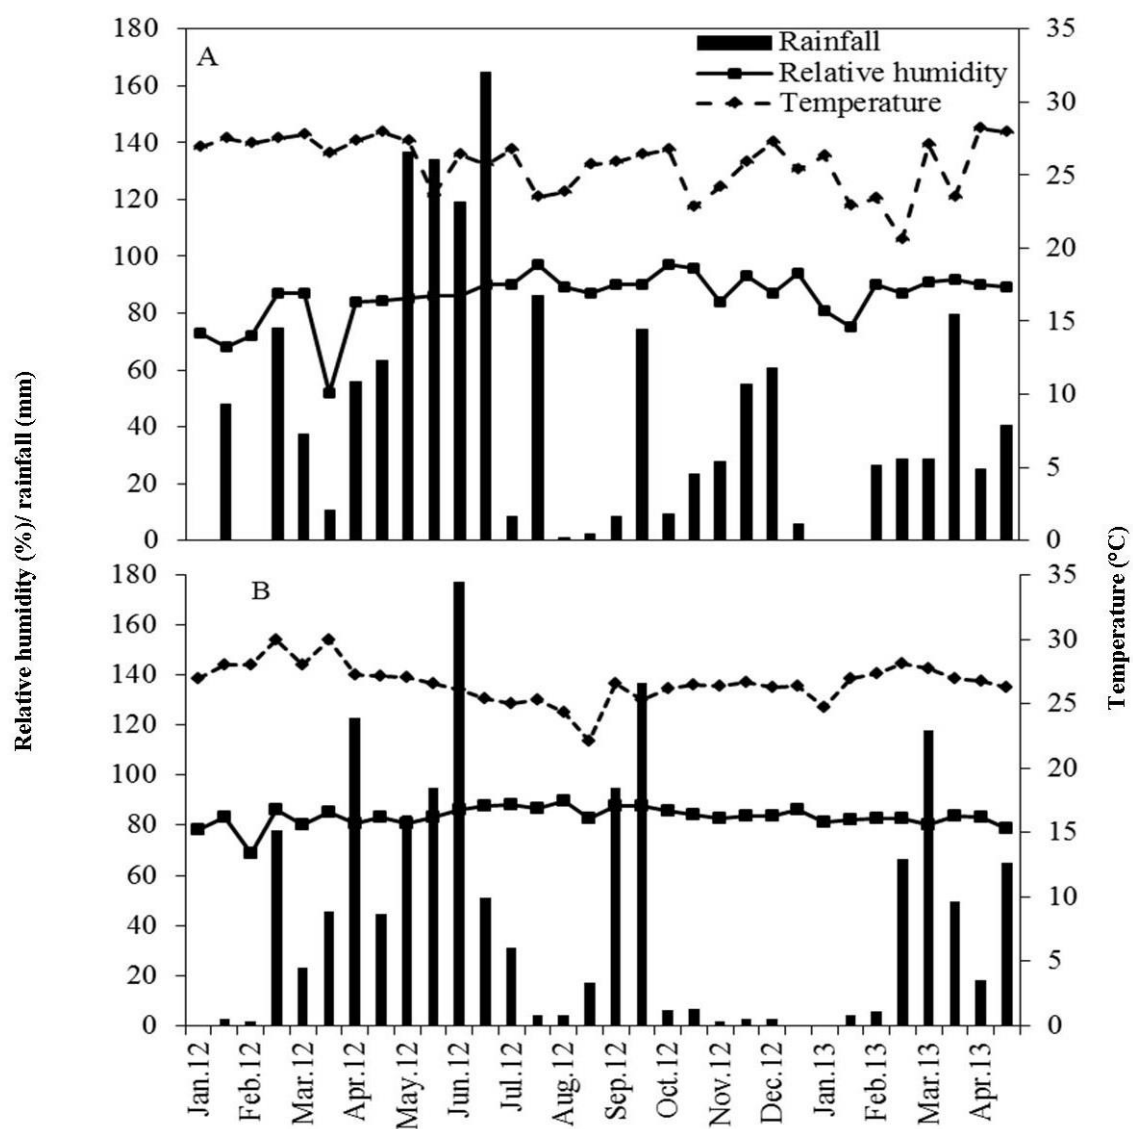 A
Rainfall
Relative humidity
Temperature
180
160
140
120
100
80
60
40
20
0
35
30
25
20
15
10
5
0
Relative humidity (%)/ rainfall (mm)
Temperature (°C)
B
180
160
140
120
100
80
60
40
20
0
35
30
25
20
15
10
5
0
Jan.12
Feb.12
Mar.12
Apr.12
May.12
Jun.12
Jul.12
Aug.12
Sep.12
Oct.12
Nov.12
Dec.12
Jan.13
Feb.13
Mar.13
Apr.13